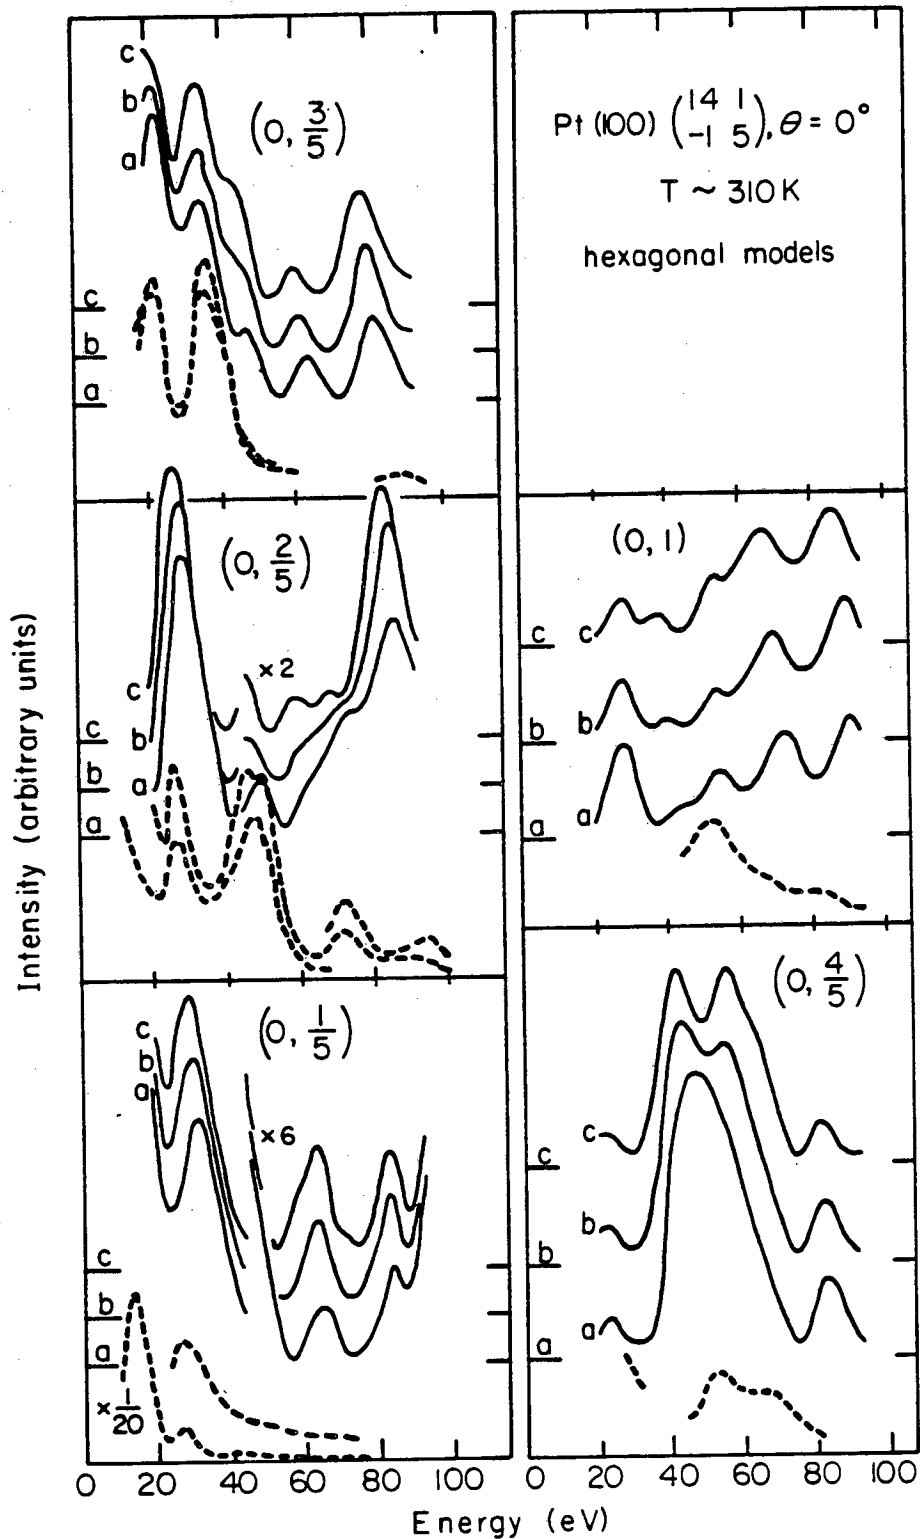 c
b
a
(0, 3/5)
c
b
a
Pt (100) (14 1
-1 5), θ = 0°
T ~ 310 K
hexagonal models
(0, 2/5)
×2
c
b
a
c
b
a
(0, 1)
c
b
a
c
b
a
(0, 1/5)
×6
c
b
a
c
b
a
×1/20
(0, 4/5)
c
b
a
c
b
a
0 20 40 60 80 100
0 20 40 60 80 100
Energy (eV)
Intensity (arbitrary units)